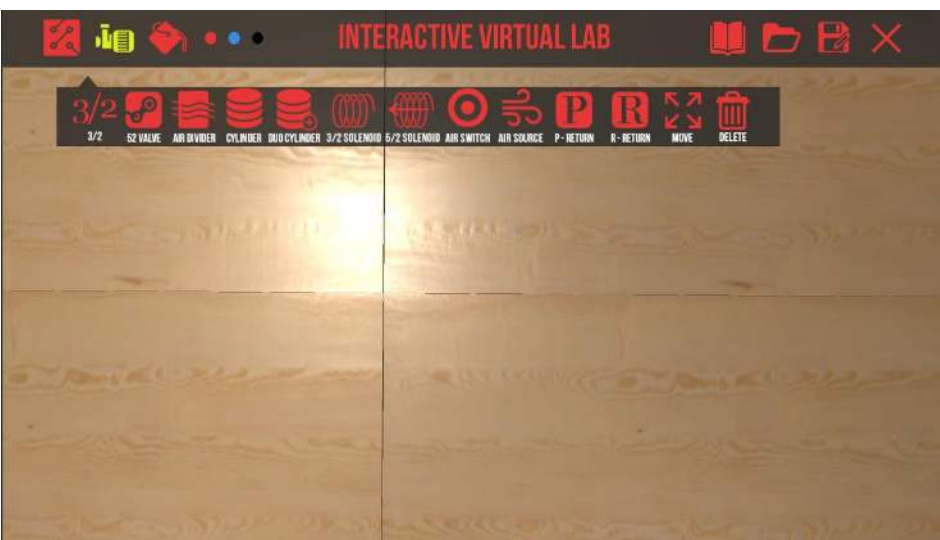 INTERACTIVE VIRTUAL LAB
3/2 P R
3/2 52 VALVE AIR DIVIDER CYLINDER DUO CYLINDER 3/2 SOLENOID 5/2 SOLENOID AIR SWITCH AIR SOURCE P - RETURN R - RETURN MOVE DELETE